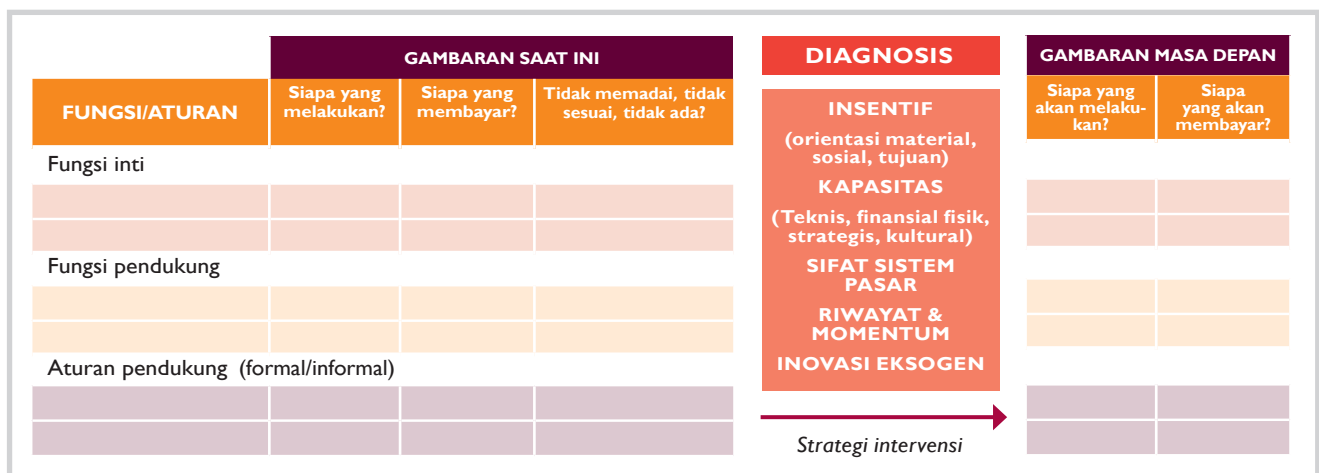 GAMBARAN SAAT INI
FUNGSI/ATURAN
Siapa yang
melakukan?
Siapa yang
membayar?
Tidak memadai, tidak
sesuai, tidak ada?
Fungsi inti
Fungsi pendukung
Aturan pendukung (formal/informal)
DIAGNOSIS
INSENTIF
(orientasi material,
sosial, tujuan)
KAPASITAS
(Teknis, finansial fisik,
strategis, kultural)
SIFAT SISTEM
PASAR
RIWAYAT &
MOMENTUM
INOVASI EKSOGEN
Strategi intervensi
GAMBARAN MASA DEPAN
Siapa yang
akan melaku-
kan?
Siapa
yang akan
membayar?